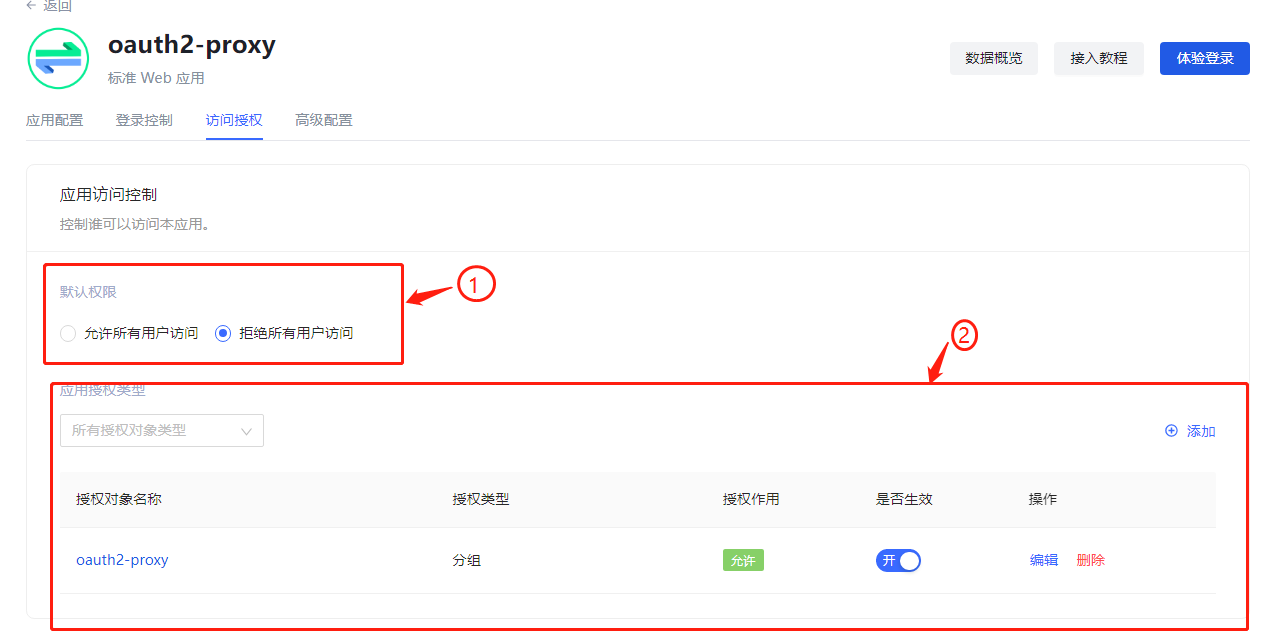 ← 返回
oauth2-proxy
标准 Web 应用
数据概览
接入教程
体验登录
应用配置 登录控制 访问授权 高级配置
应用访问控制
控制谁可以访问本应用。
默认权限
允许所有用户访问 拒绝所有用户访问
1
2
应用授权类型
所有授权对象类型
添加
授权对象名称 授权类型 授权作用 是否生效 操作
oauth2-proxy 分组 允许 开 编辑 删除